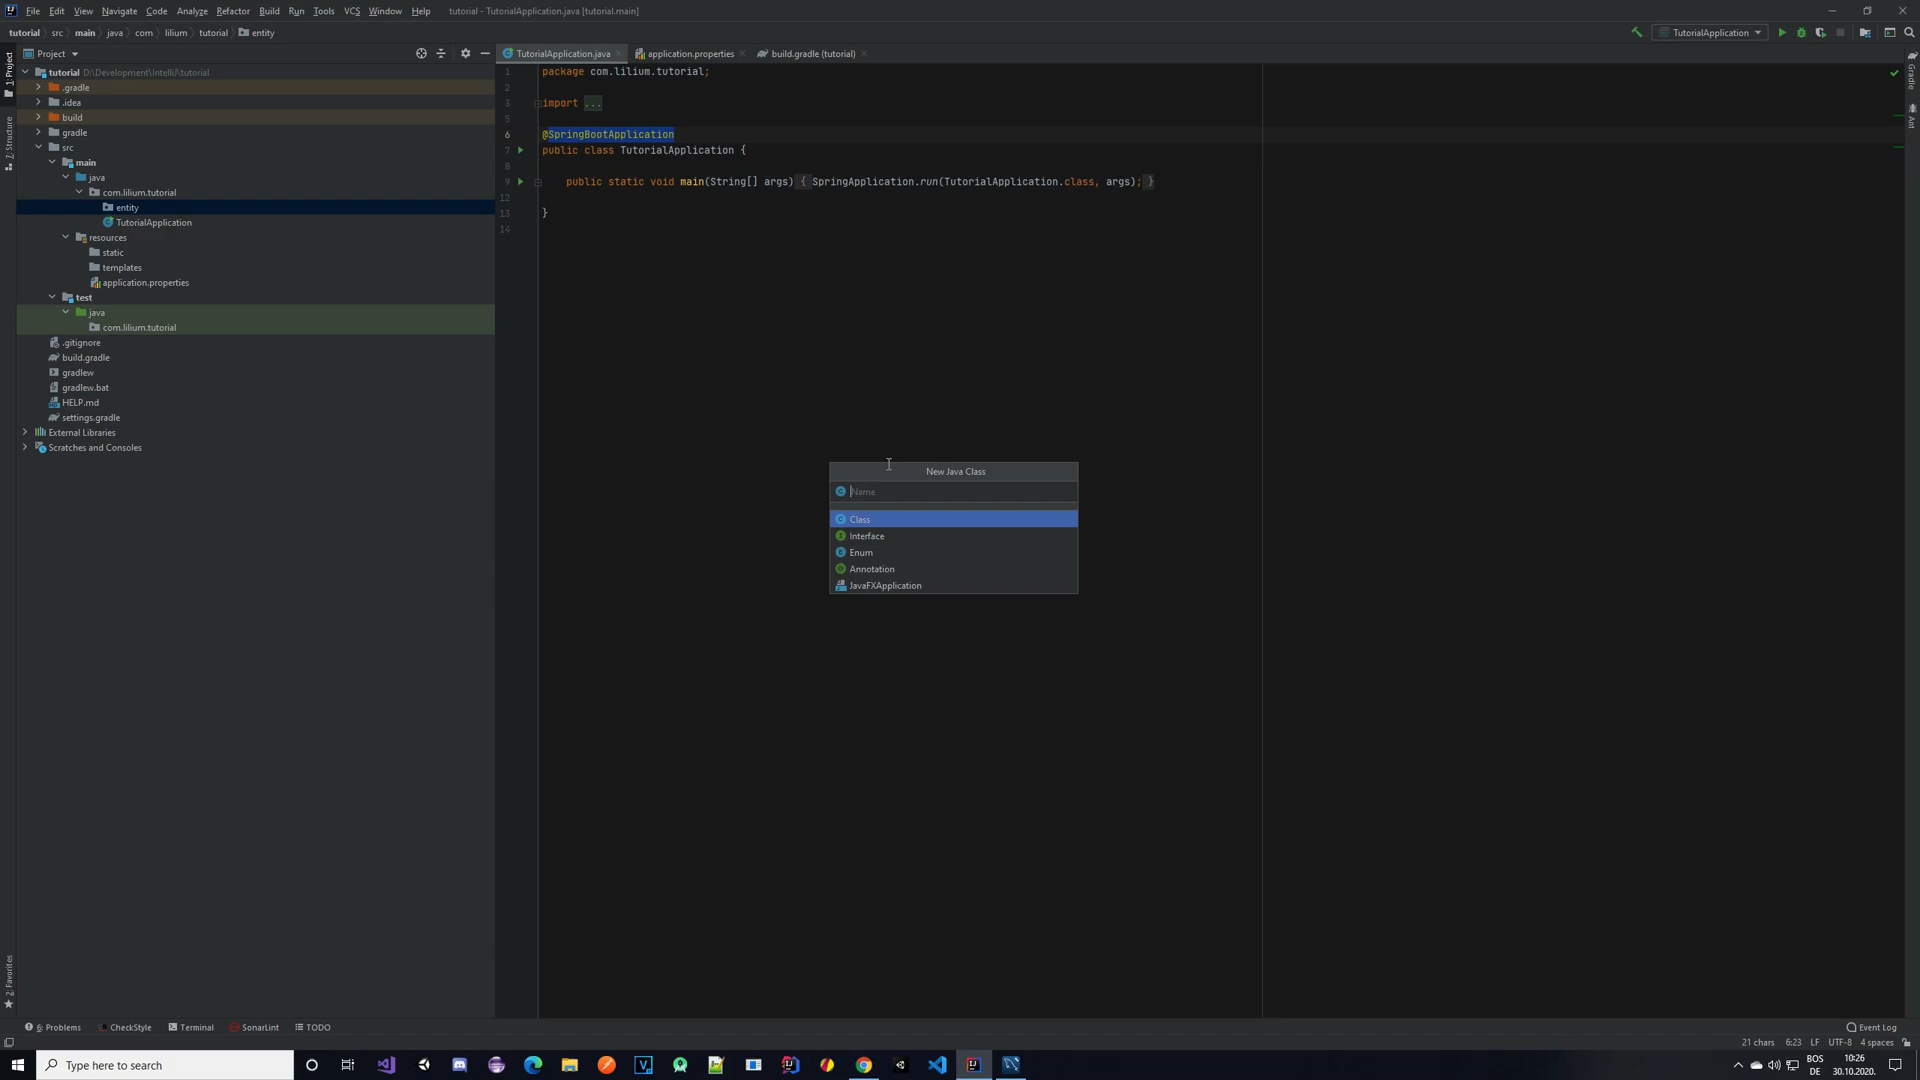 File Edit View Navigate Code Analyze Refactor Build Run Tools VCS Window Help tutorial - TutorialApplication.java [tutorial.main]
tutorial src main java com lilium tutorial entity
TutorialApplication
Project
TutorialApplication.java application.properties build.gradle (tutorial)
1: Project
Z: Structure
2: Favorites
tutorial D:\Development\IntelliJ\tutorial
.gradle
.idea
build
gradle
src
main
java
com.lilium.tutorial
entity
TutorialApplication
resources
static
templates
application.properties
test
java
com.lilium.tutorial
.gitignore
build.gradle
gradlew
gradlew.bat
HELP.md
settings.gradle
External Libraries
Scratches and Consoles
1 package com.lilium.tutorial;
2
3 import ...
5
6 @SpringBootApplication
7 public class TutorialApplication {
8
9 public static void main(String[] args) { SpringApplication.run(TutorialApplication.class, args); }
12
13 }
14
New Java Class
Name
Class
Interface
Enum
Annotation
JavaFXApplication
Gradle
Ant
6: Problems CheckStyle Terminal SonarLint TODO
Event Log
21 chars 6:23 LF UTF-8 4 spaces
Type here to search
BOS 10:26
DE 30.10.2020.